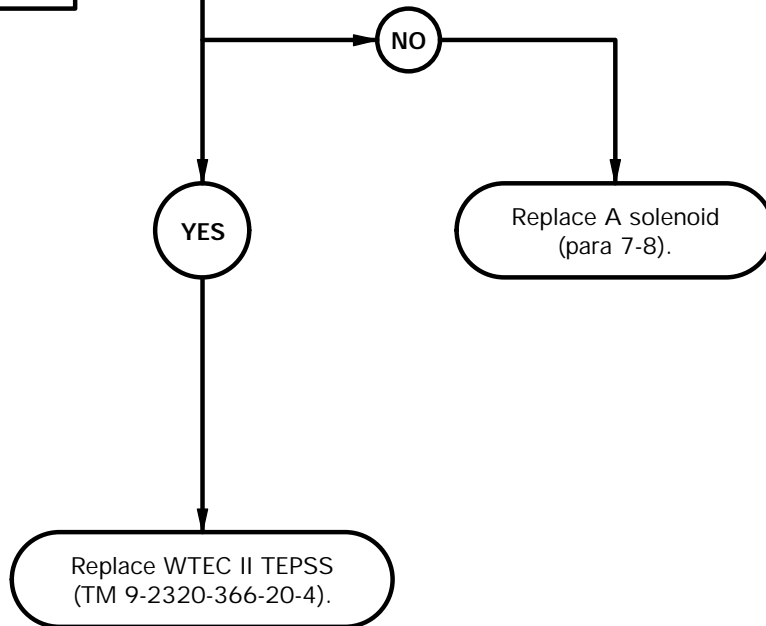 NO
YES
Replace A solenoid
(para 7-8).
Replace WTEC II TEPSS
(TM 9-2320-366-20-4).